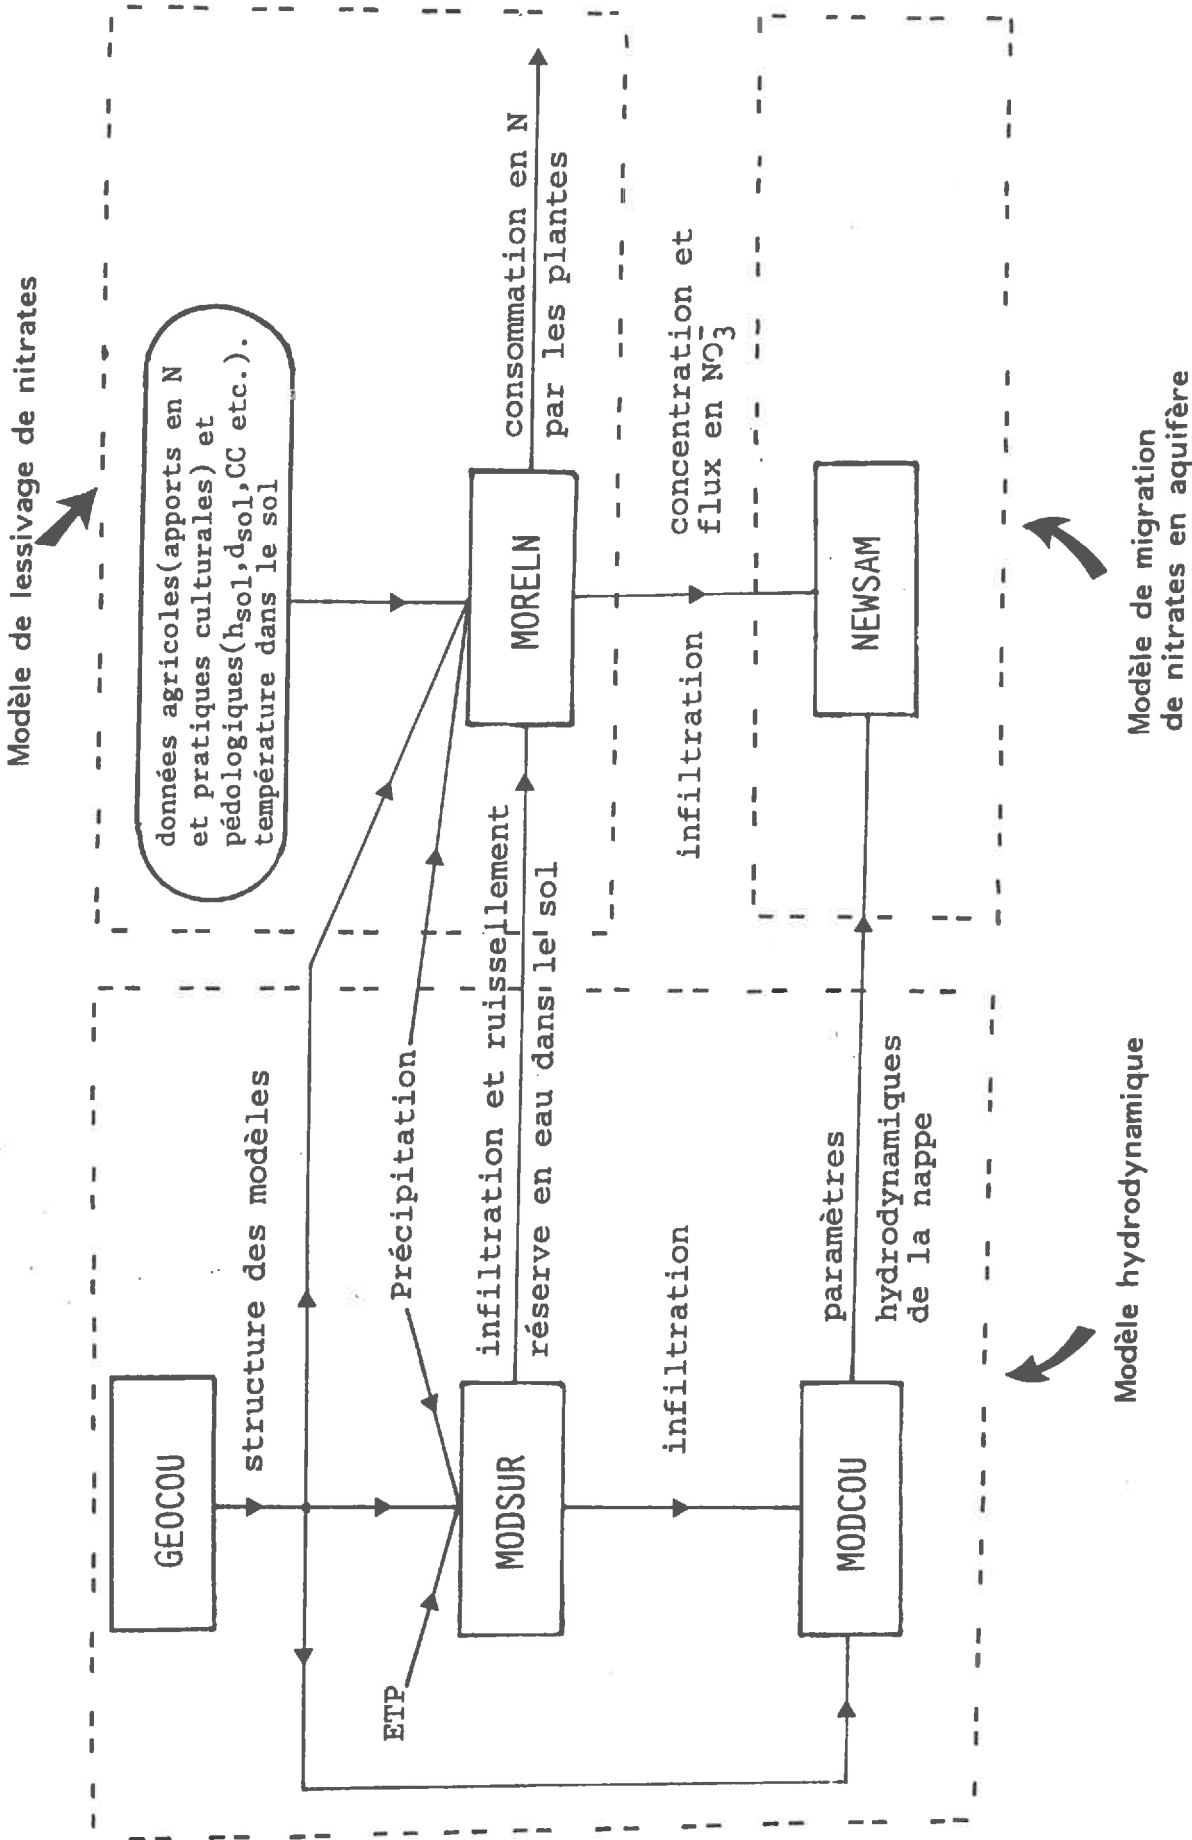 Modèle de lessivage de nitrates
données agricoles(apports en N
et pratiques culturales) et
pédologiques(hsol,dsol,CC etc.).
température dans le sol
GEOCOU
structure des modèles
ETP
Précipitation
MODSUR
infiltration et ruissellement
réserve en eau dans le sol
MORELN
consommation en N
par les plantes
infiltration
infiltration
concentration et
flux en NO3-
MODCOU
paramètres
hydrodynamiques
de la nappe
NEWSAM
Modèle hydrodynamique
Modèle de migration
de nitrates en aquifère